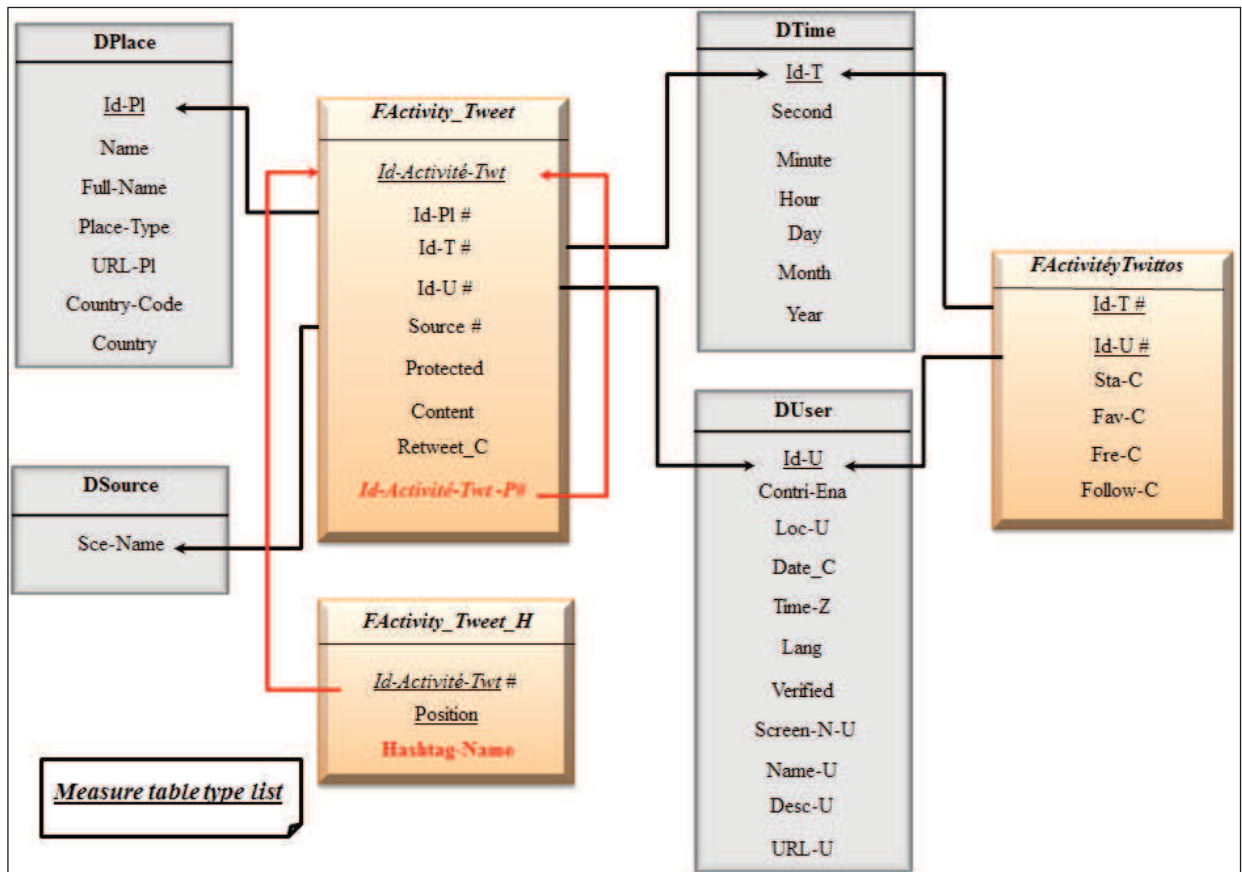 DPlace
Id-Pl
Name
Full-Name
Place-Type
URL-Pl
Country-Code
Country
DSource
Sce-Name
FActivity_Tweet
Id-Activité-Twt
Id-Pl #
Id-T #
Id-U #
Source #
Protected
Content
Retweet_C
Id-Activité-Twt -P#
FActivity_Tweet_H
Id-Activité-Twt #
Position
Hashtag-Name
Measure table type list
DTime
Id-T
Second
Minute
Hour
Day
Month
Year
DUser
Id-U
Contri-Ena
Loc-U
Date_C
Time-Z
Lang
Verified
Screen-N-U
Name-U
Desc-U
URL-U
FActivitéyTwittos
Id-T #
Id-U #
Sta-C
Fav-C
Fre-C
Follow-C